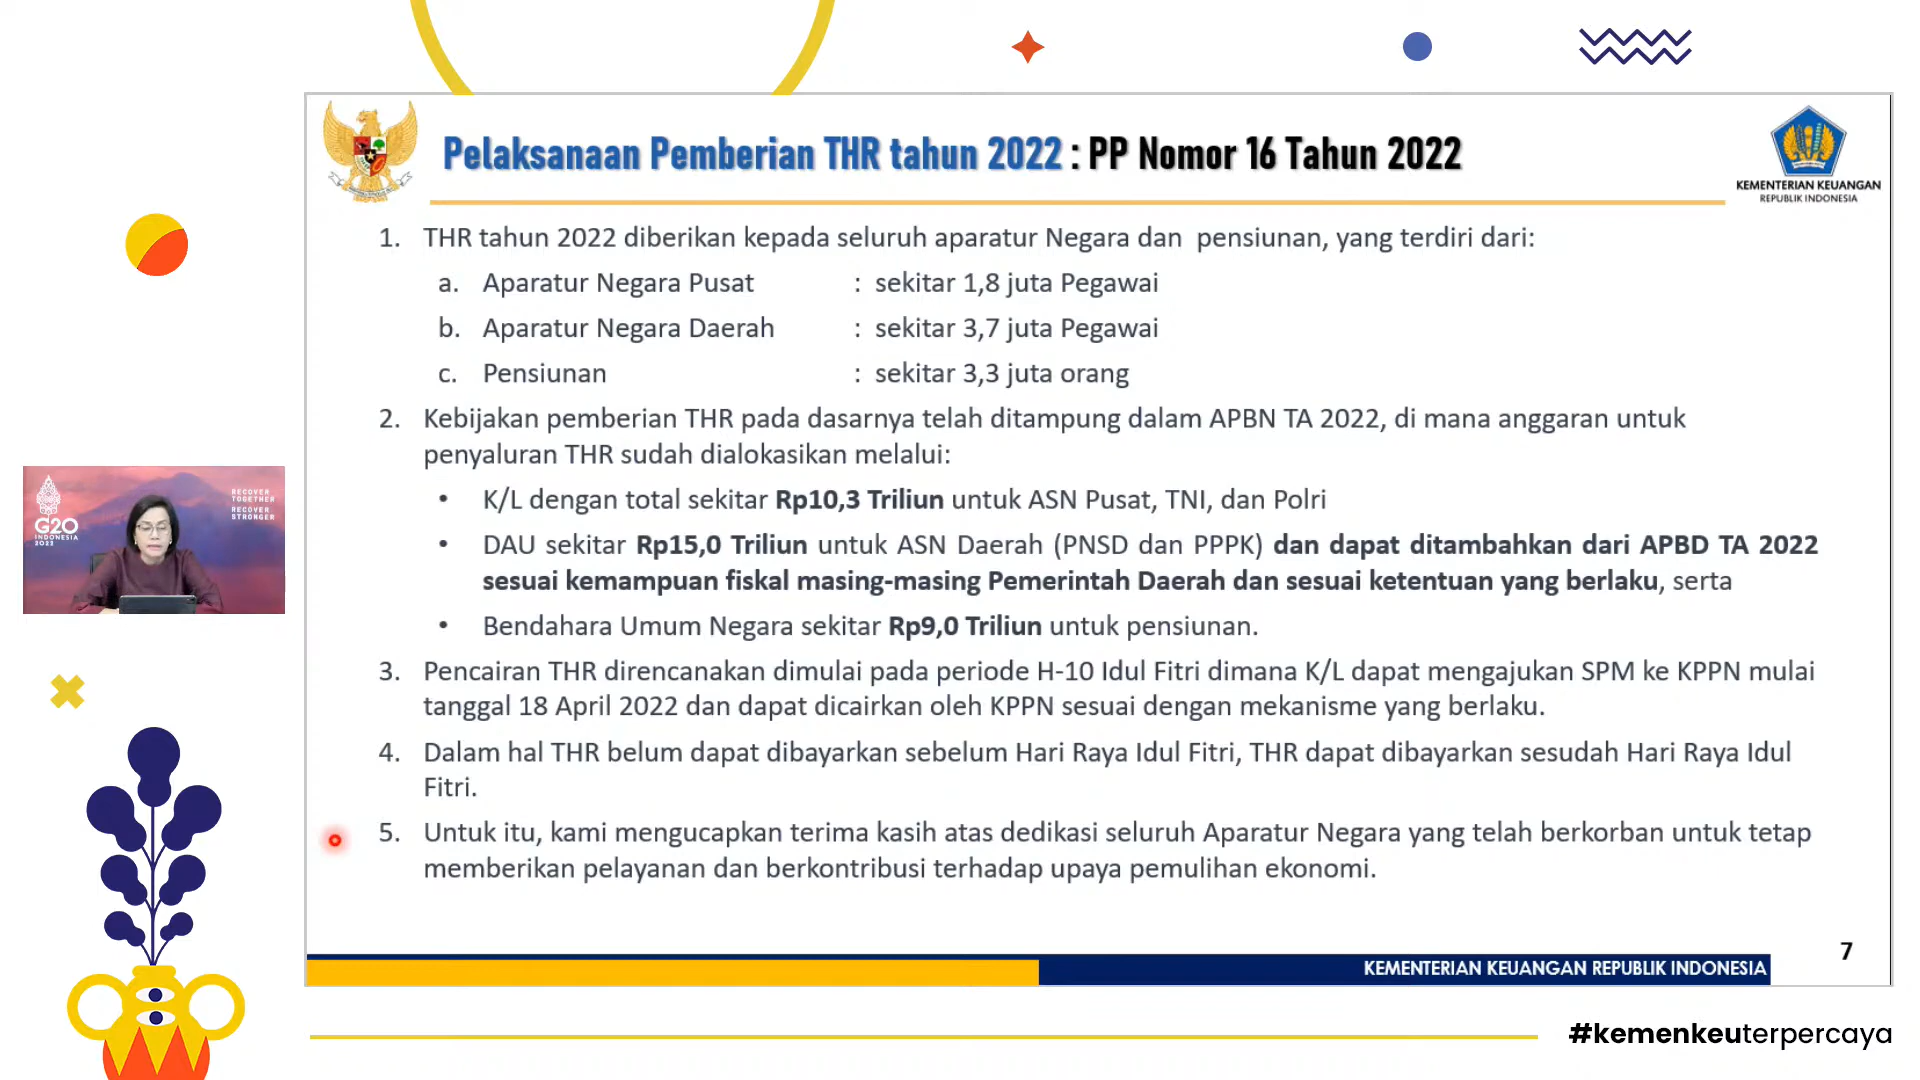 Pelaksanaan Pemberian THR tahun 2022 : PP Nomor 16 Tahun 2022
KEMENTERIAN KEUANGAN
REPUBLIK INDONESIA
1. THR tahun 2022 diberikan kepada seluruh aparatur Negara dan pensiunan, yang terdiri dari:
a. Aparatur Negara Pusat : sekitar 1,8 juta Pegawai
b. Aparatur Negara Daerah : sekitar 3,7 juta Pegawai
c. Pensiunan : sekitar 3,3 juta orang
2. Kebijakan pemberian THR pada dasarnya telah ditampung dalam APBN TA 2022, di mana anggaran untuk
penyaluran THR sudah dialokasikan melalui:
• K/L dengan total sekitar Rp10,3 Triliun untuk ASN Pusat, TNI, dan Polri
• DAU sekitar Rp15,0 Triliun untuk ASN Daerah (PNSD dan PPPK) dan dapat ditambahkan dari APBD TA 2022
sesuai kemampuan fiskal masing-masing Pemerintah Daerah dan sesuai ketentuan yang berlaku, serta
• Bendahara Umum Negara sekitar Rp9,0 Triliun untuk pensiunan.
3. Pencairan THR direncanakan dimulai pada periode H-10 Idul Fitri dimana K/L dapat mengajukan SPM ke KPPN mulai
tanggal 18 April 2022 dan dapat dicairkan oleh KPPN sesuai dengan mekanisme yang berlaku.
4. Dalam hal THR belum dapat dibayarkan sebelum Hari Raya Idul Fitri, THR dapat dibayarkan sesudah Hari Raya Idul
Fitri.
5. Untuk itu, kami mengucapkan terima kasih atas dedikasi seluruh Aparatur Negara yang telah berkorban untuk tetap
memberikan pelayanan dan berkontribusi terhadap upaya pemulihan ekonomi.
7
KEMENTERIAN KEUANGAN REPUBLIK INDONESIA
G20
INDONESIA
2022
RECOVER
TOGETHER
RECOVER
STRONGER
#kemenkeuterpercaya